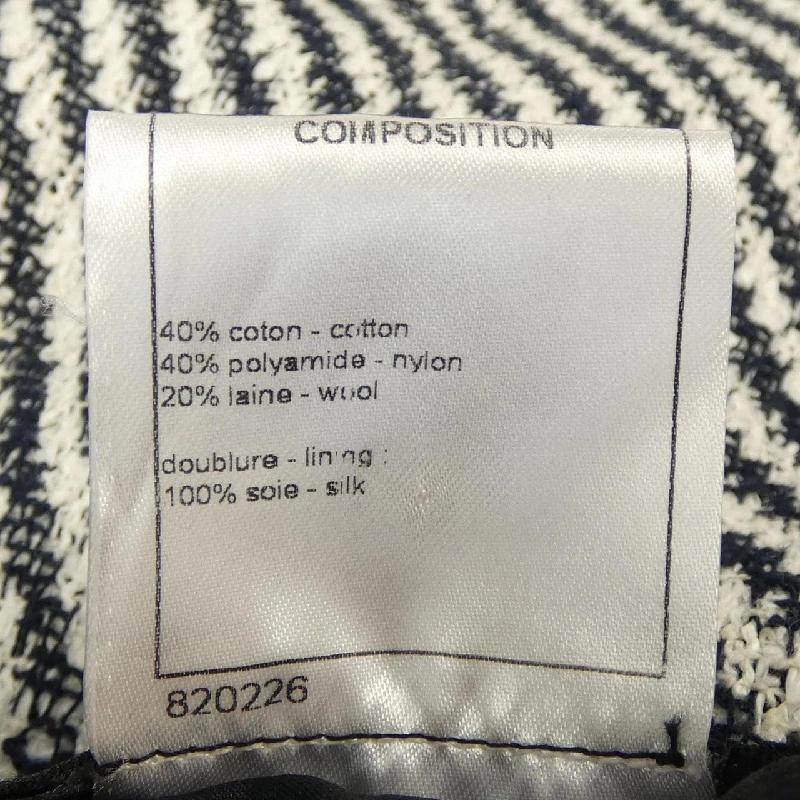 COMPOSITION
40% coton - cotton
40% polyamide - nylon
20% laine - wool
doublure - lining :
100% soie - silk
820226